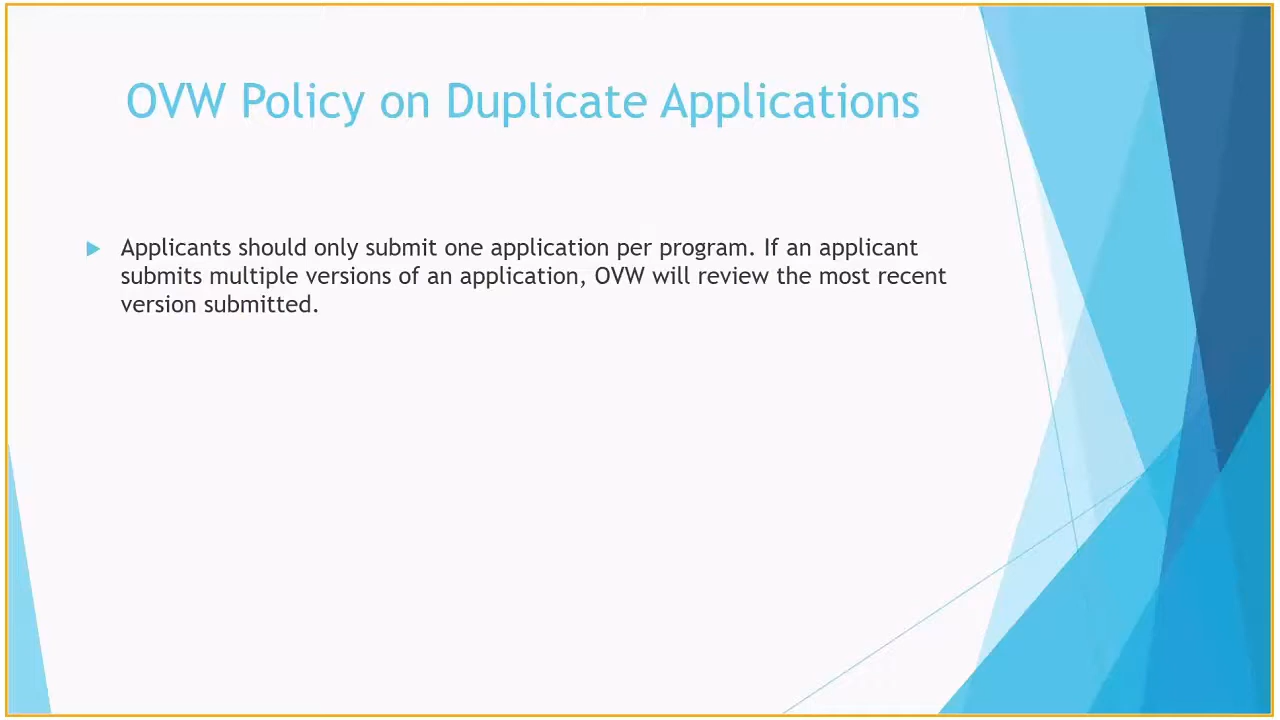 OVW Policy on Duplicate Applications
Applicants should only submit one application per program. If an applicant
submits multiple versions of an application, OVW will review the most recent
version submitted.